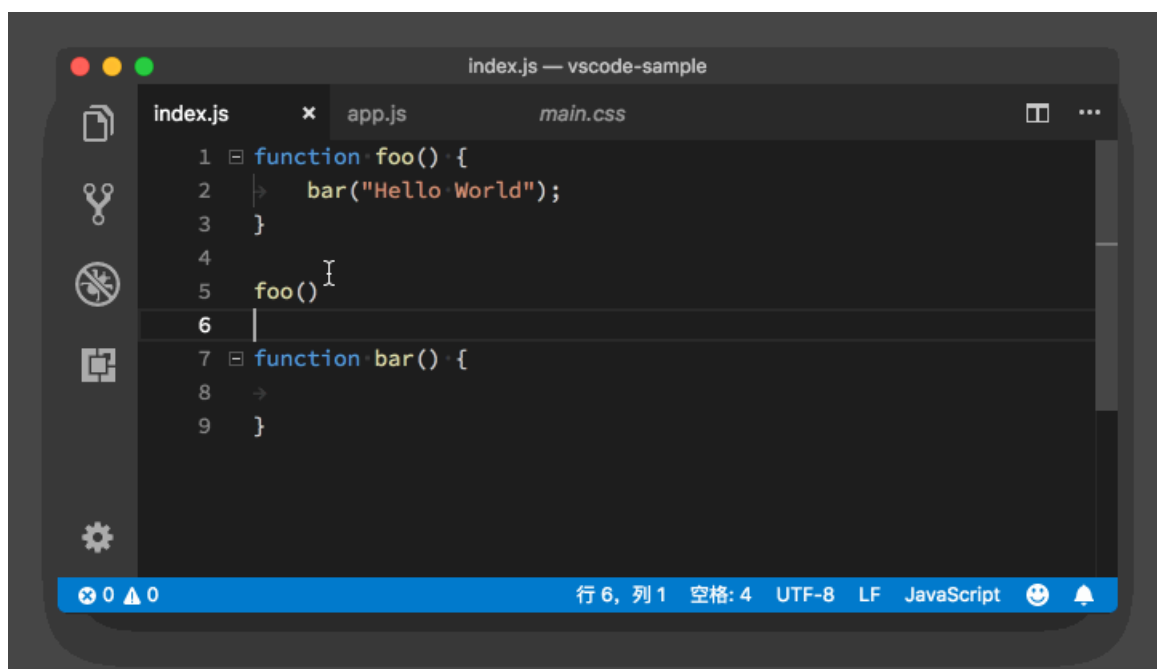 index.js — vscode-sample
index.js × app.js main.css ...
1 function foo() {
2 bar("Hello World");
3 }
4
5 foo()
6
7 function bar() {
8
9 }
0 0 行 6，列 1 空格: 4 UTF-8 LF JavaScript